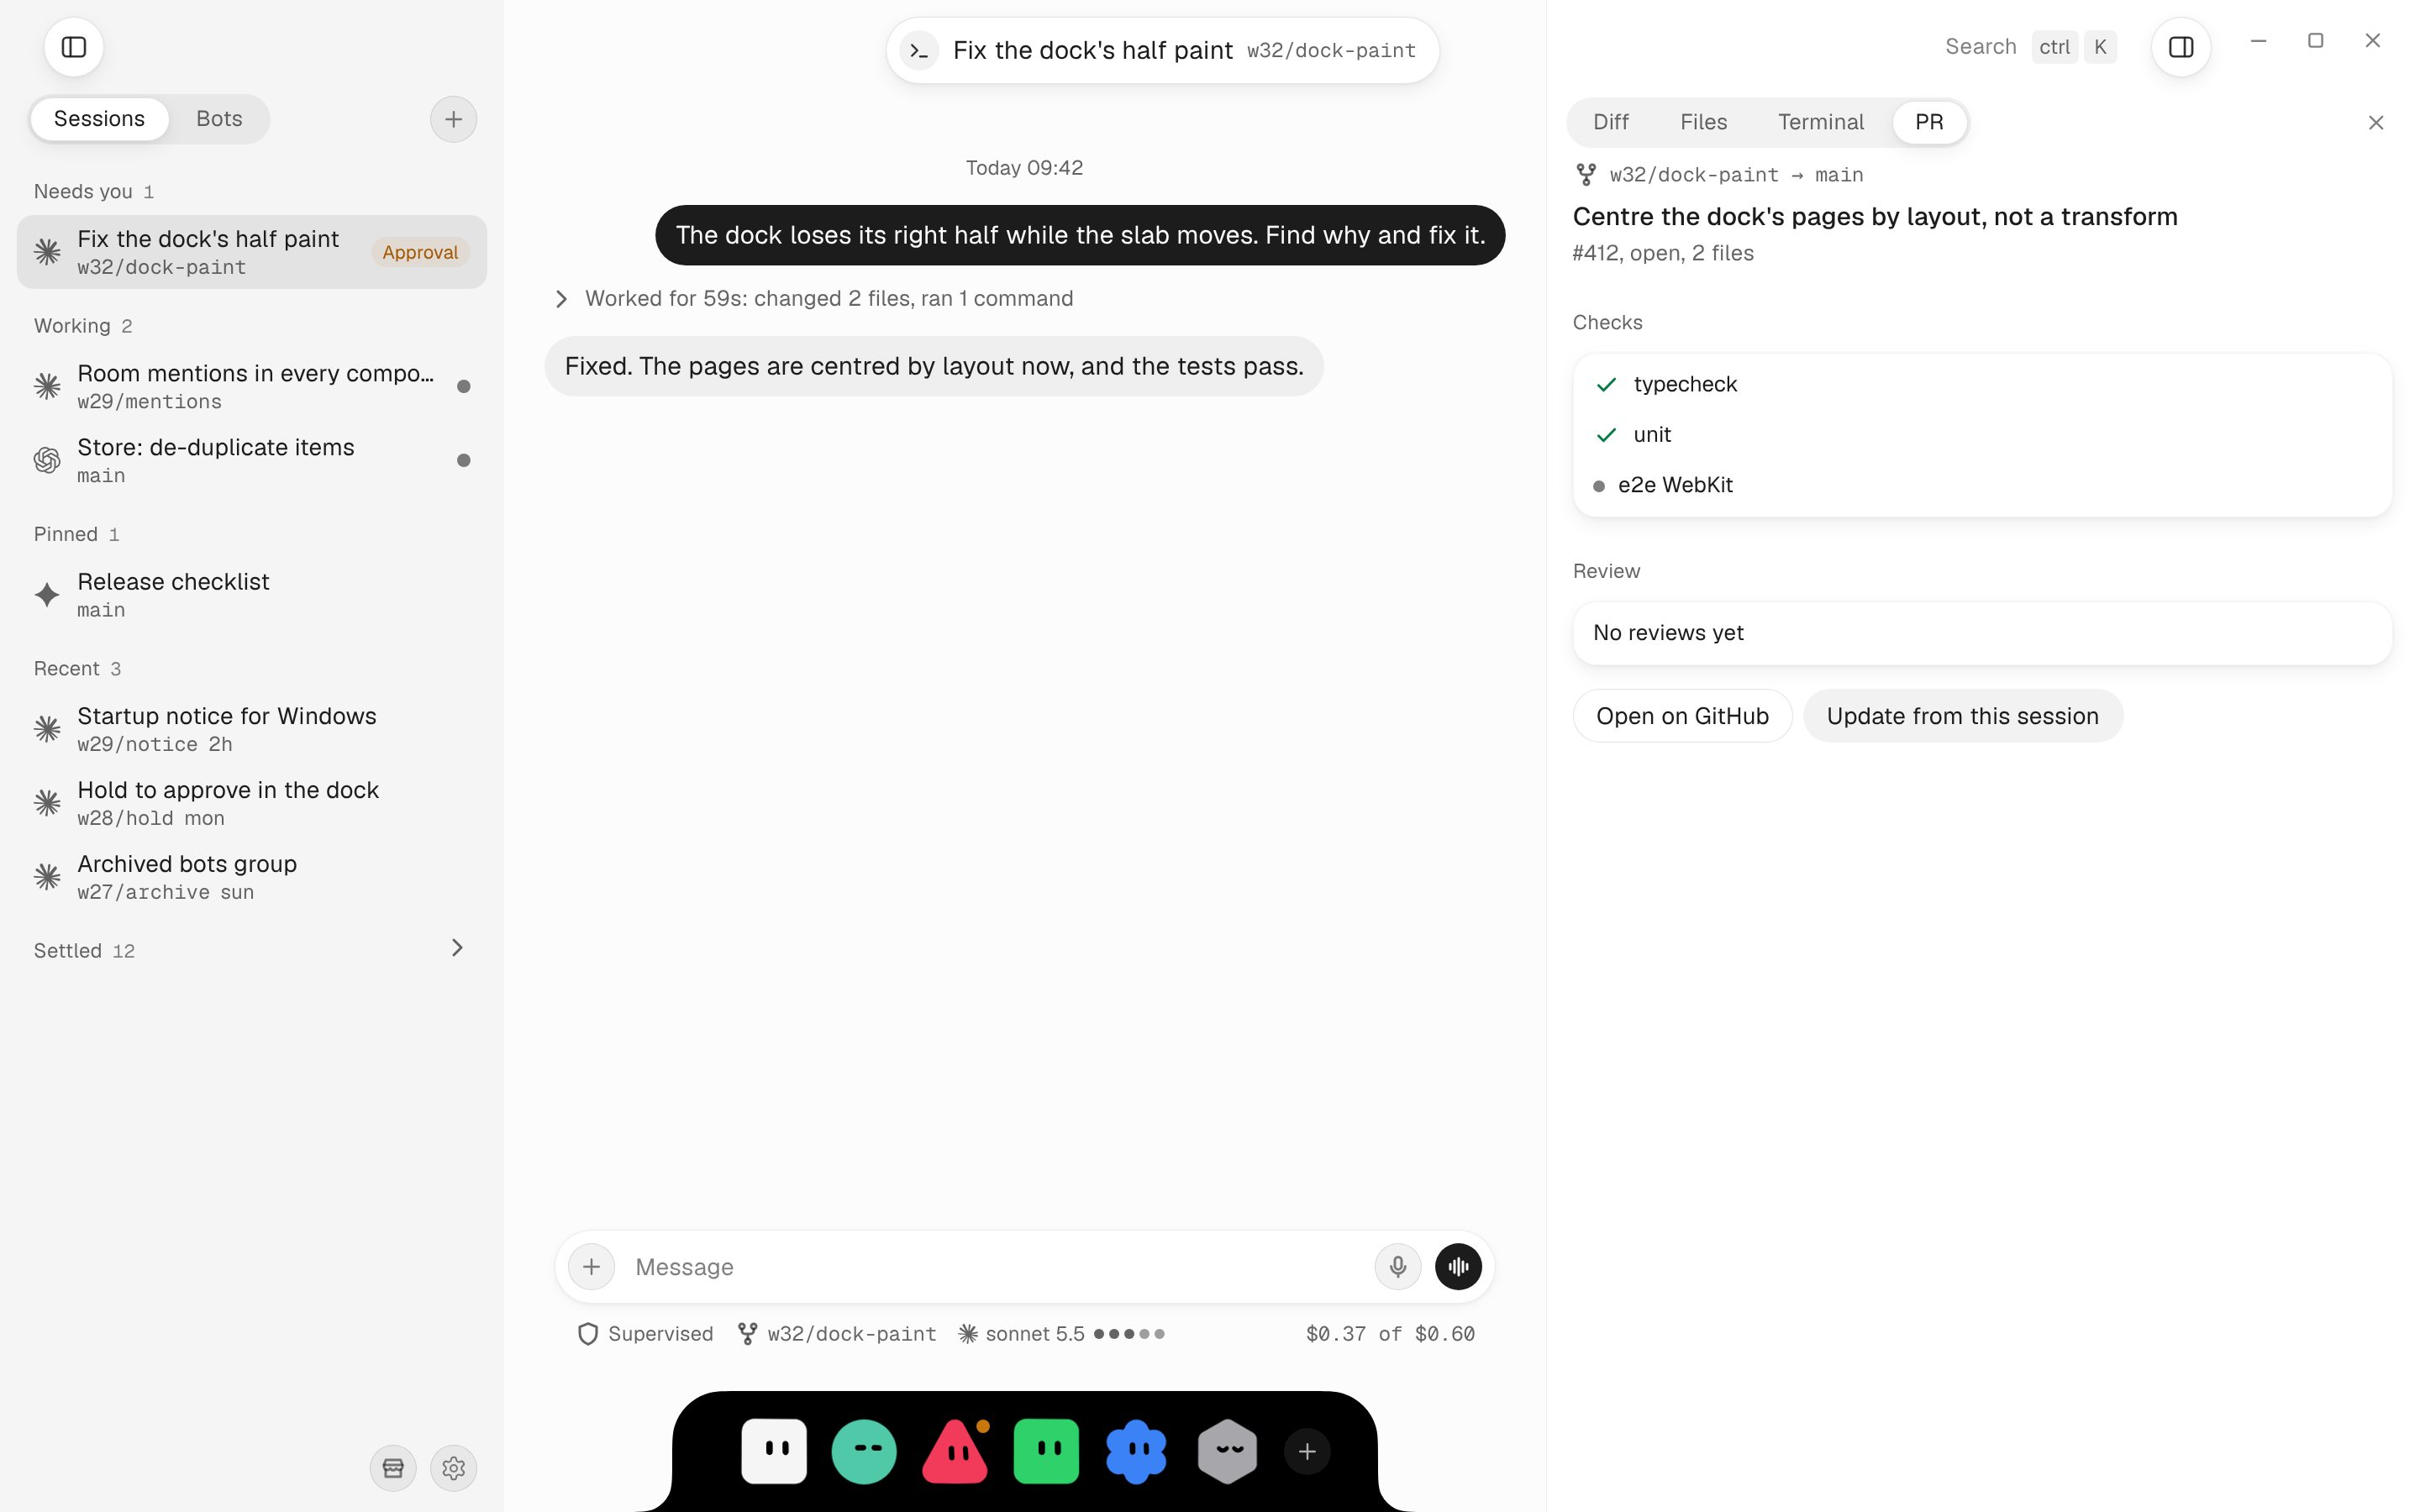 Fix the dock's half paint w32/dock-paint
Search ctrl K
Sessions Bots
Needs you 1
Fix the dock's half paint
w32/dock-paint
Approval
Working 2
Room mentions in every compo...
w29/mentions
Store: de-duplicate items
main
Pinned 1
Release checklist
main
Recent 3
Startup notice for Windows
w29/notice 2h
Hold to approve in the dock
w28/hold mon
Archived bots group
w27/archive sun
Settled 12
Today 09:42
The dock loses its right half while the slab moves. Find why and fix it.
Worked for 59s: changed 2 files, ran 1 command
Fixed. The pages are centred by layout now, and the tests pass.
Message
Supervised w32/dock-paint sonnet 5.5 $0.37 of $0.60
Diff Files Terminal PR
w32/dock-paint → main
Centre the dock's pages by layout, not a transform
#412, open, 2 files
Checks
typecheck
unit
e2e WebKit
Review
No reviews yet
Open on GitHub Update from this session